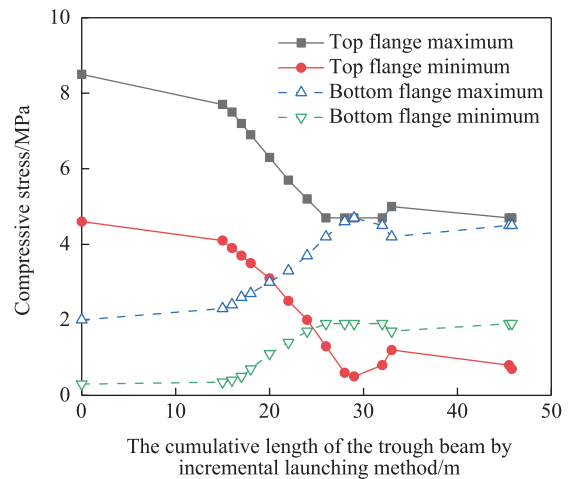 10
8
6
4
2
0
Compressive stress/MPa
Top flange maximum
Top flange minimum
Bottom flange maximum
Bottom flange minimum
0 10 20 30 40 50
The cumulative length of the trough beam by
incremental launching method/m